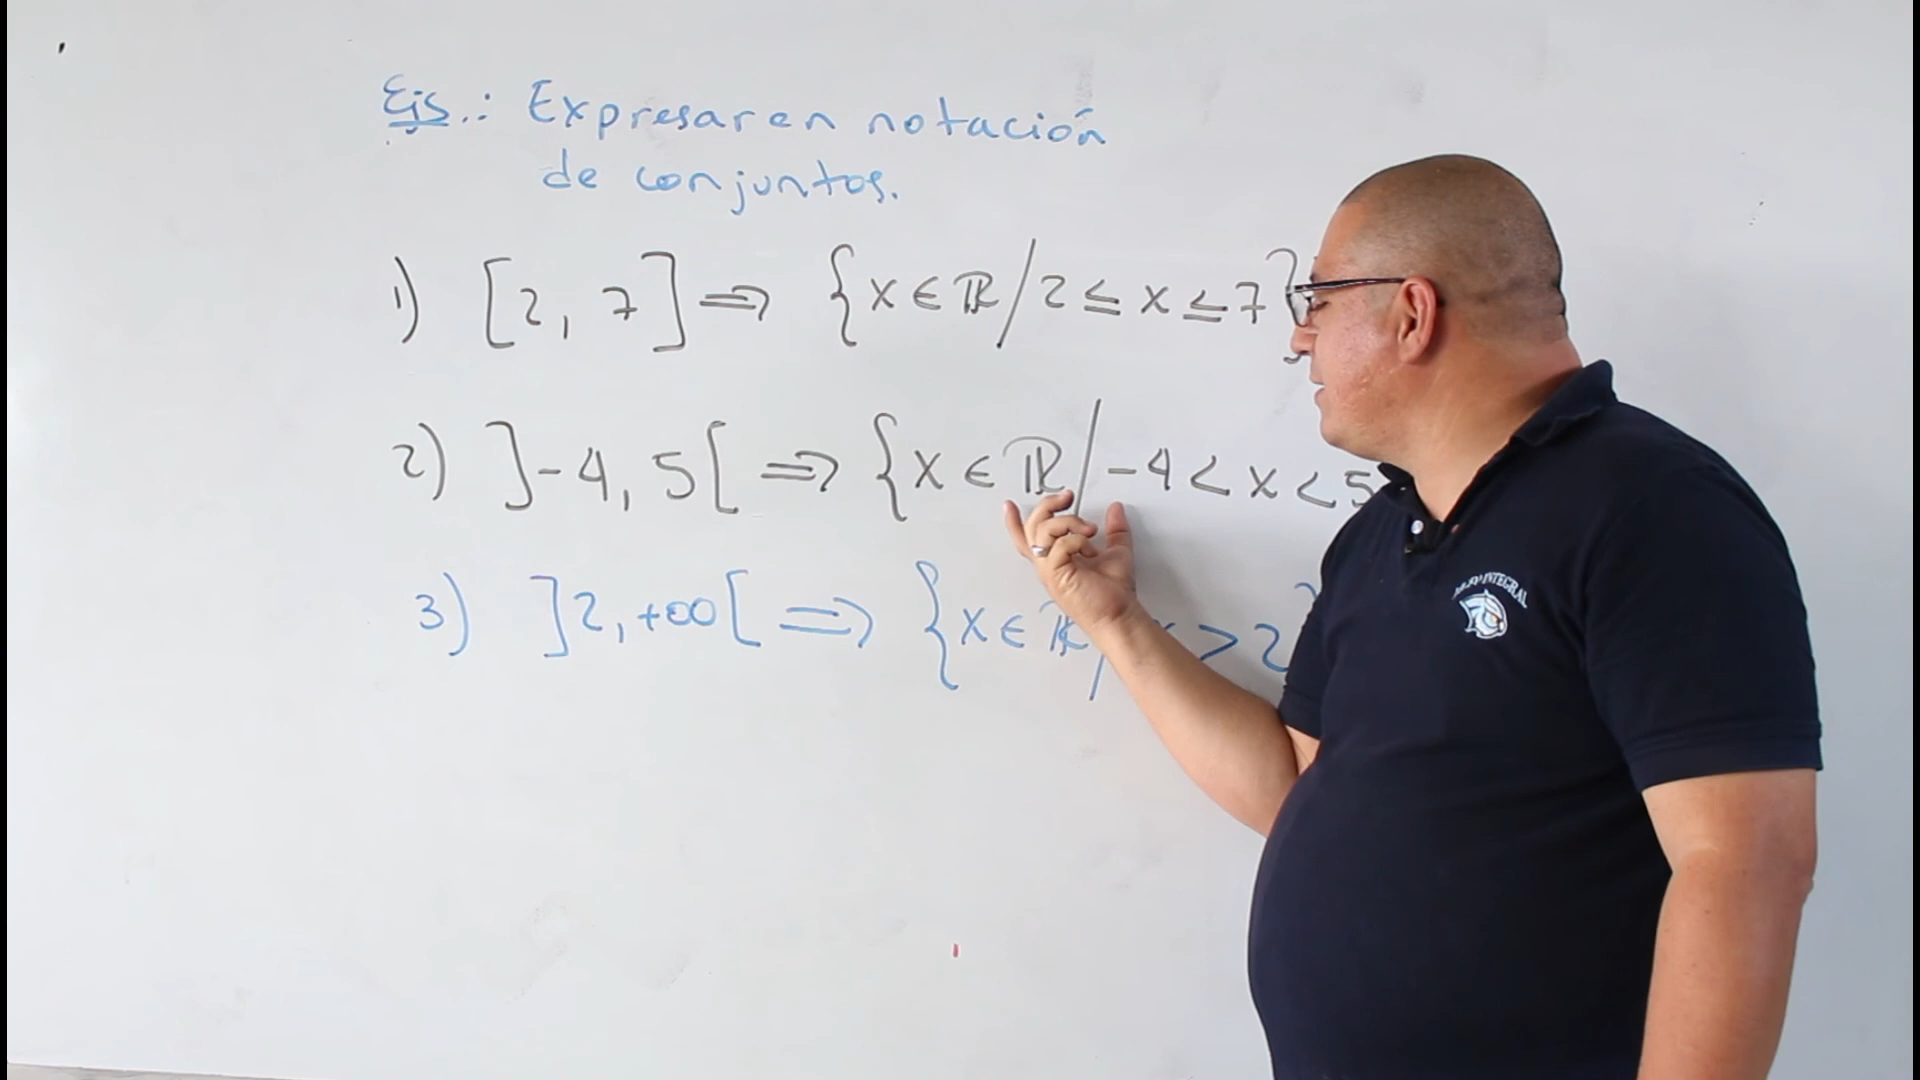 Ejs.: Expresar en notación
de conjuntos.
1) [2, 7] ⇒ {x ∈ ℝ / 2 ≤ x ≤ 7}
2) ]-4, 5[ ⇒ {x ∈ ℝ / -4 < x < 5
3) ]2, +∞[ ⇒ {x ∈ ℝ / x > 2}
INTEGRAL